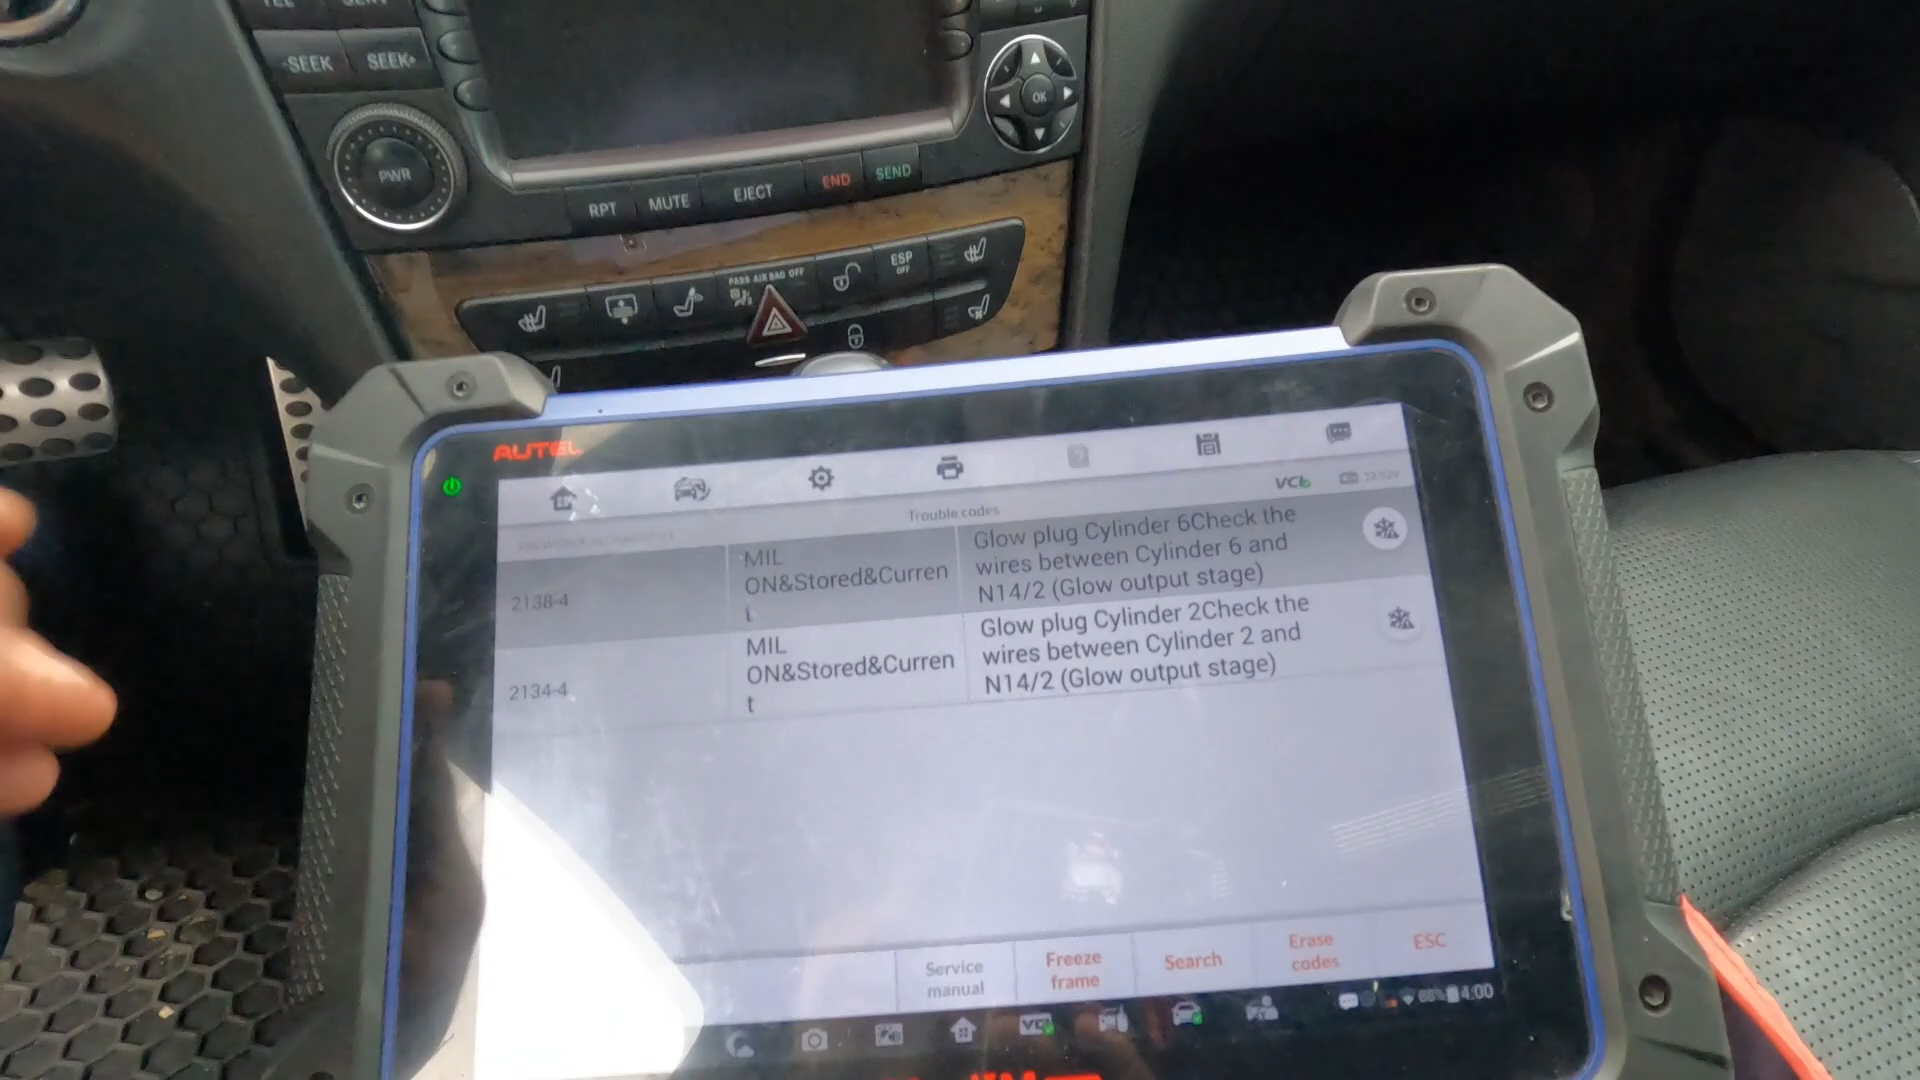 -SEEK SEEK+
OK
PWR
RPT MUTE EJECT END SEND
PASS AIR BAG OFF
ESP
OFF
AUTEL
VCI
Trouble codes
2138-4
MIL
ON&Stored&Curren
t
Glow plug Cylinder 6Check the
wires between Cylinder 6 and
N14/2 (Glow output stage)
2134-4
MIL
ON&Stored&Curren
t
Glow plug Cylinder 2Check the
wires between Cylinder 2 and
N14/2 (Glow output stage)
Service
manual
Freeze
frame
Search
Erase
codes
ESC
VCI
4:00